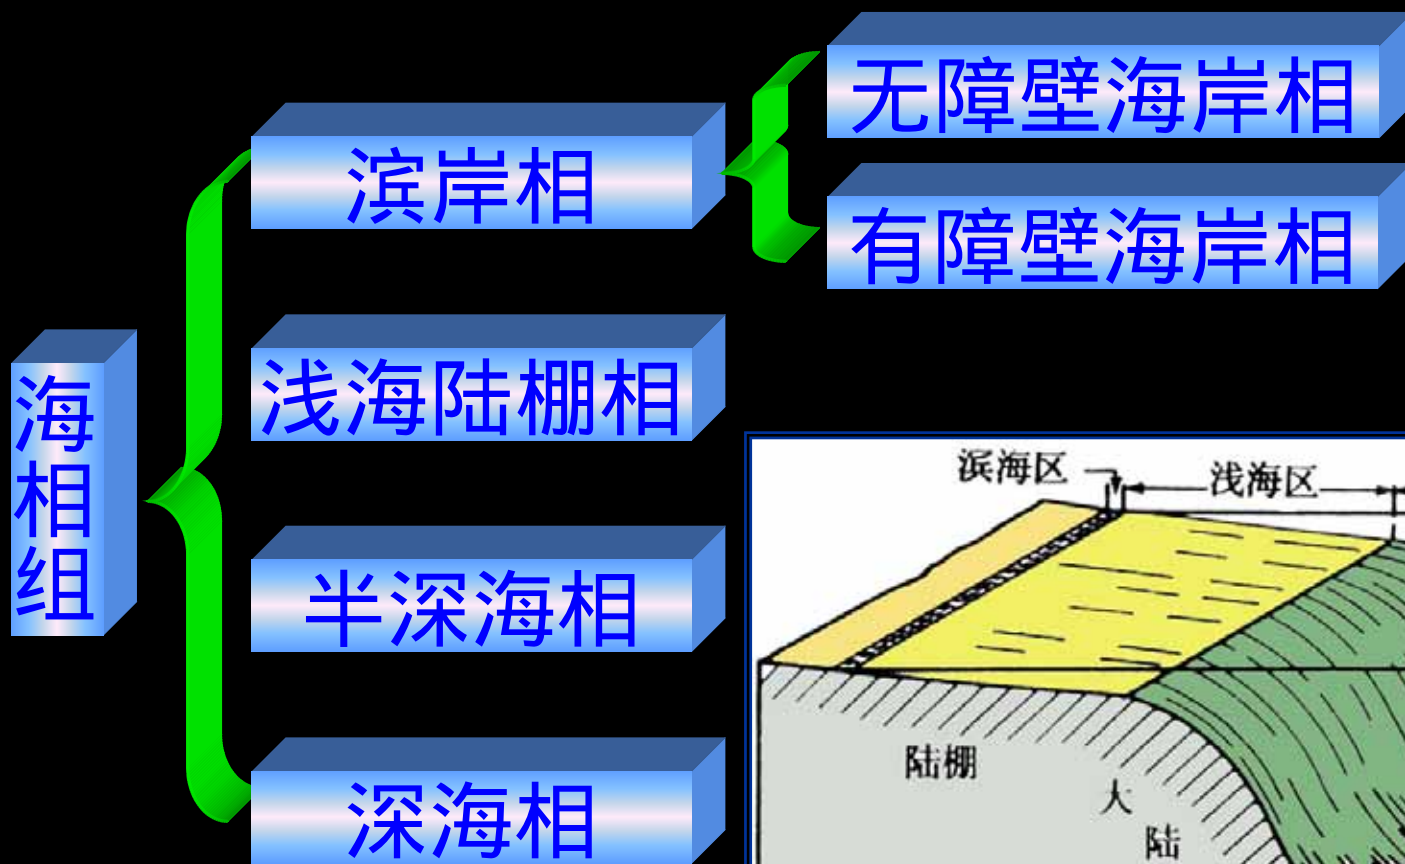 海相组
滨岸相
无障壁海岸相
有障壁海岸相
浅海陆棚相
半深海相
深海相
滨海区
浅海区
陆棚
大
陆